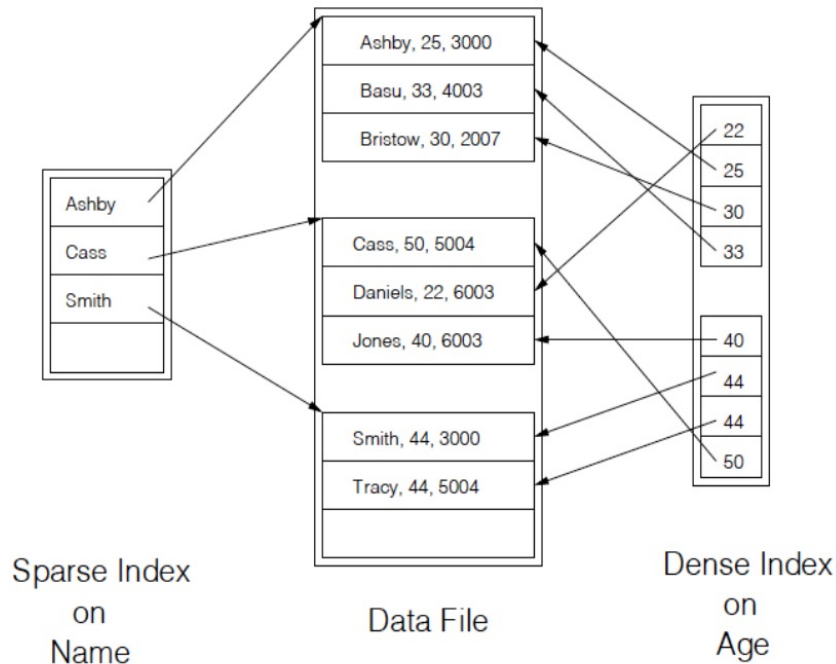 Ashby
Cass
Smith
Sparse Index
on
Name
Ashby, 25, 3000
Basu, 33, 4003
Bristow, 30, 2007
Cass, 50, 5004
Daniels, 22, 6003
Jones, 40, 6003
Smith, 44, 3000
Tracy, 44, 5004
Data File
22
25
30
33
40
44
44
50
Dense Index
on
Age